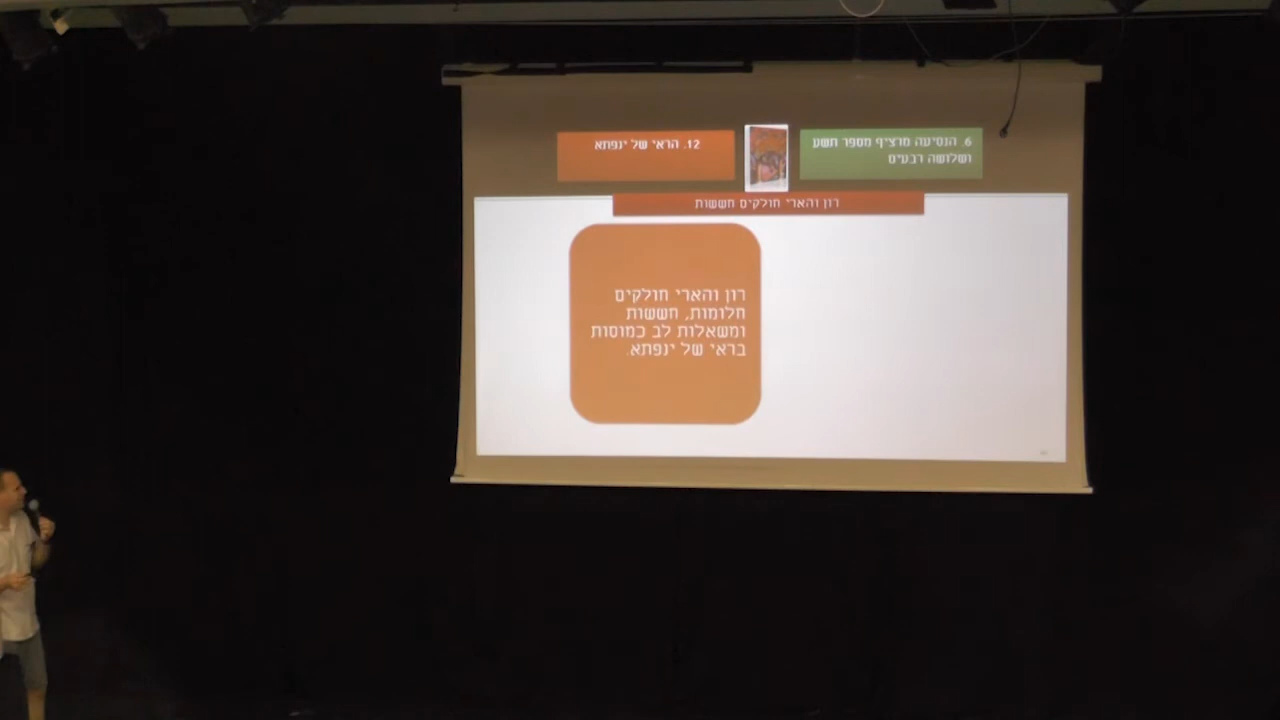 6. הנסיעה מרציף מספר תשע
ושלושה רבעים
12. הראי של ינפתא
רון והארי חולקים חששות
רון והארי חולקים
חלומות, חששות
ומשאלות לב כמוסות
בראי של ינפתא.